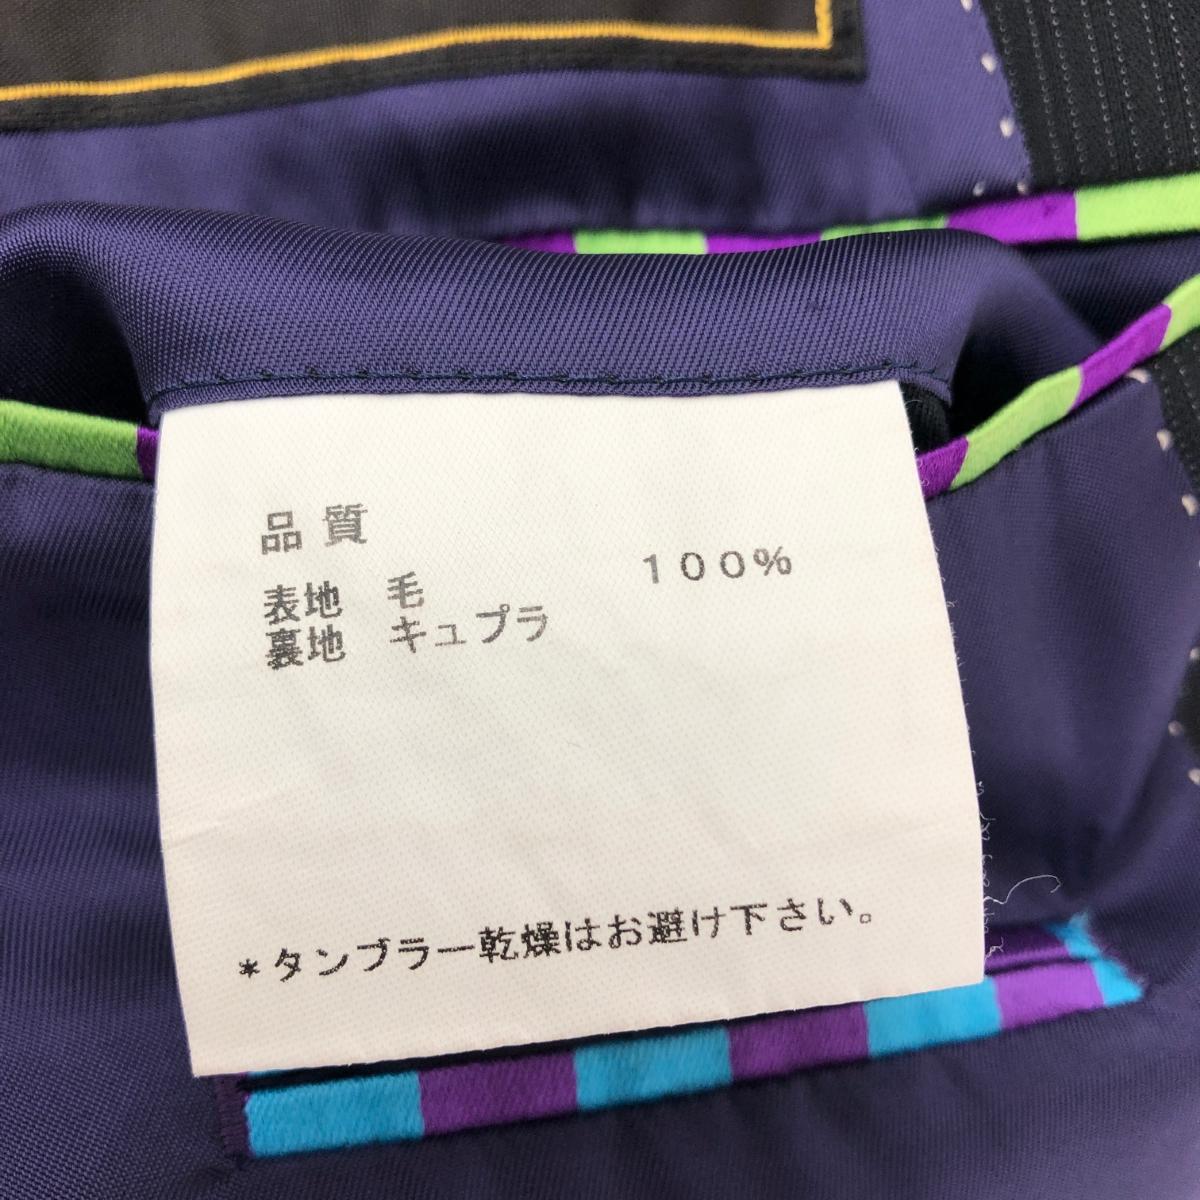 品 質
表地 毛 １００%
裏地 キュプラ
*タンブラー乾燥はお避け下さい。